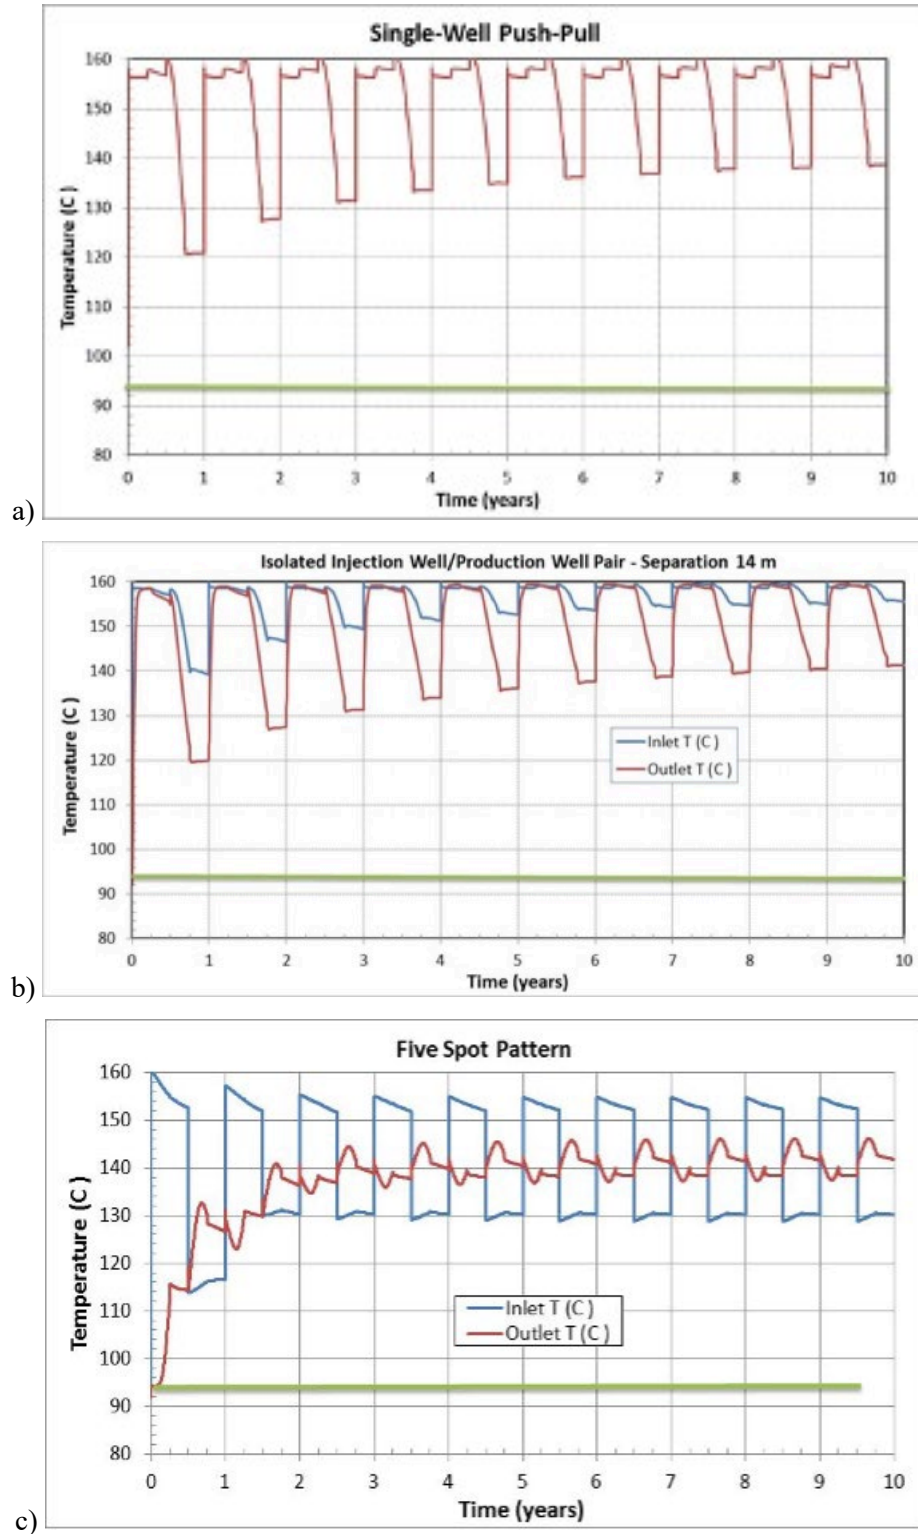 Single-Well Push-Pull
160
150
140
130
120
110
100
90
80
Temperature (C)
0 1 2 3 4 5 6 7 8 9 10
Time (years)
a)
Isolated Injection Well/Production Well Pair - Separation 14 m
160
150
140
130
120
110
100
90
80
Temperature (C)
Inlet T (C)
Outlet T (C)
0 1 2 3 4 5 6 7 8 9 10
Time (years)
b)
Five Spot Pattern
160
150
140
130
120
110
100
90
80
Temperature (C)
Inlet T (C)
Outlet T (C)
0 1 2 3 4 5 6 7 8 9 10
Time (years)
c)